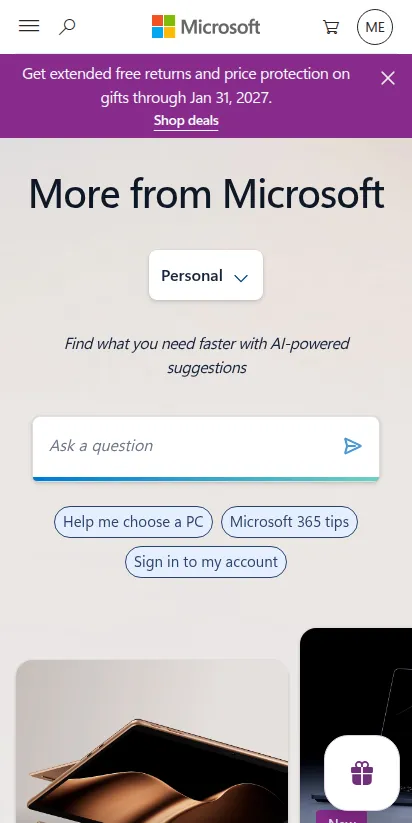 Microsoft
ME
Get extended free returns and price protection on
gifts through Jan 31, 2027.
Shop deals
More from Microsoft
Personal
Find what you need faster with AI-powered
suggestions
Ask a question
Help me choose a PC
Microsoft 365 tips
Sign in to my account
New